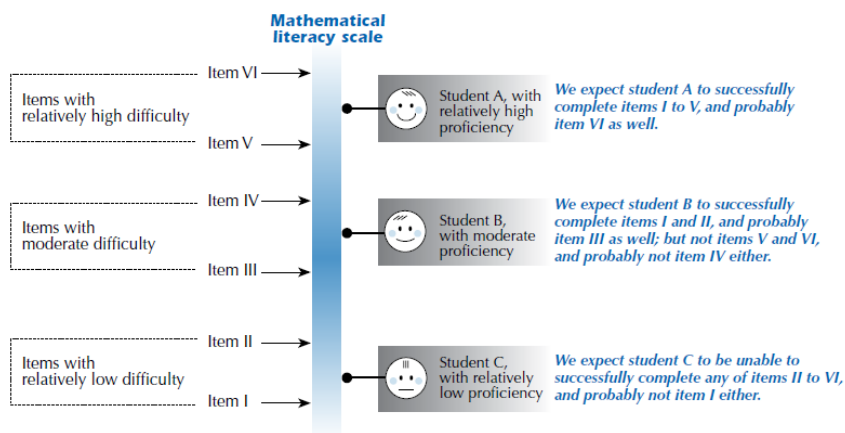 Mathematical
literacy scale
Item VI
Items with
relatively high difficulty
Item V
Student A, with
relatively high
proficiency
We expect student A to successfully
complete items I to V, and probably
item VI as well.
Item IV
Items with
moderate difficulty
Item III
Student B,
with moderate
proficiency
We expect student B to successfully
complete items I and II, and probably
item III as well; but not items V and VI,
and probably not item IV either.
Item II
Items with
relatively low difficulty
Item I
Student C,
with relatively
low proficiency
We expect student C to be unable to
successfully complete any of items II to VI,
and probably not item I either.